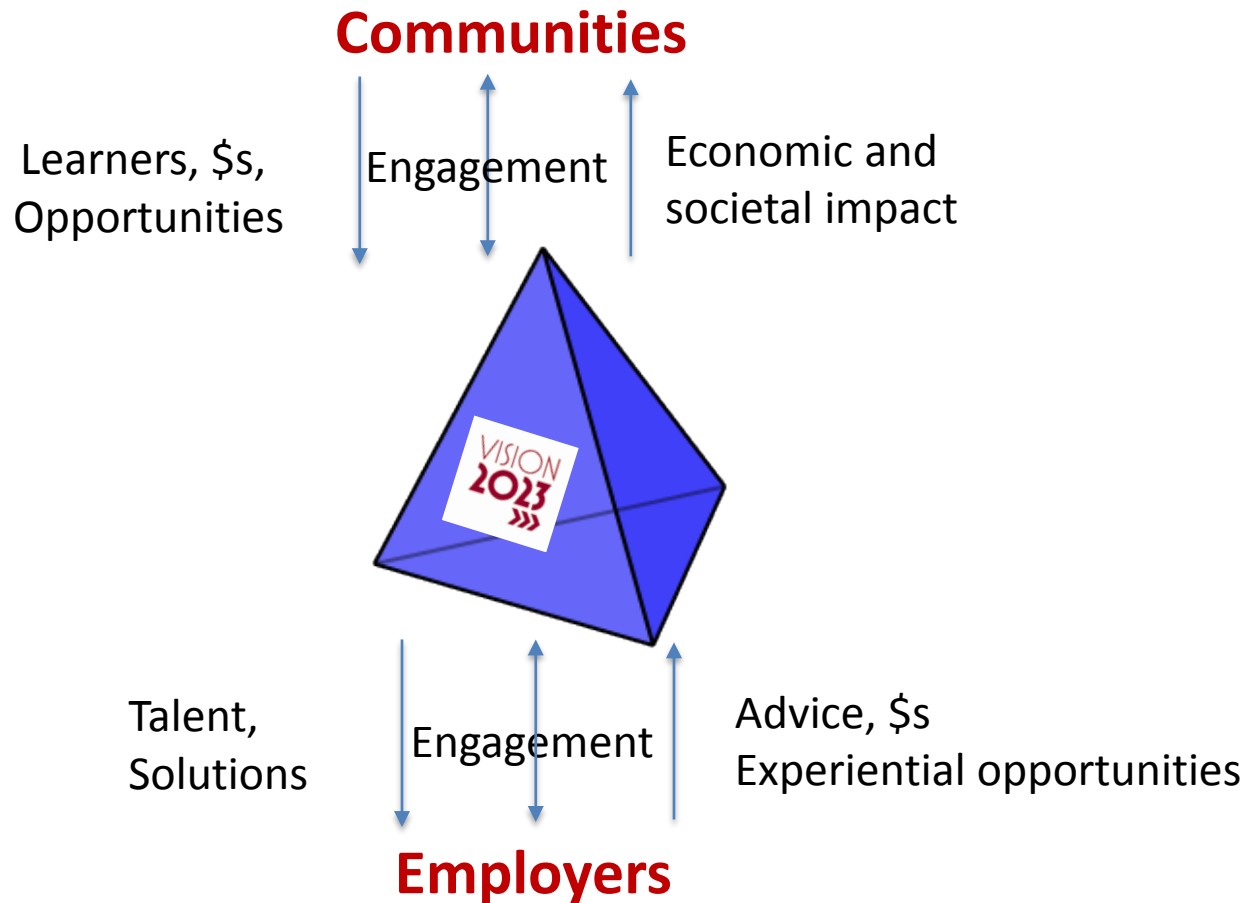 Communities
Learners, $s,
Opportunities
Engagement
Economic and
societal impact
VISION
2023
>>>
Talent,
Solutions
Engagement
Advice, $s
Experiential opportunities
Employers